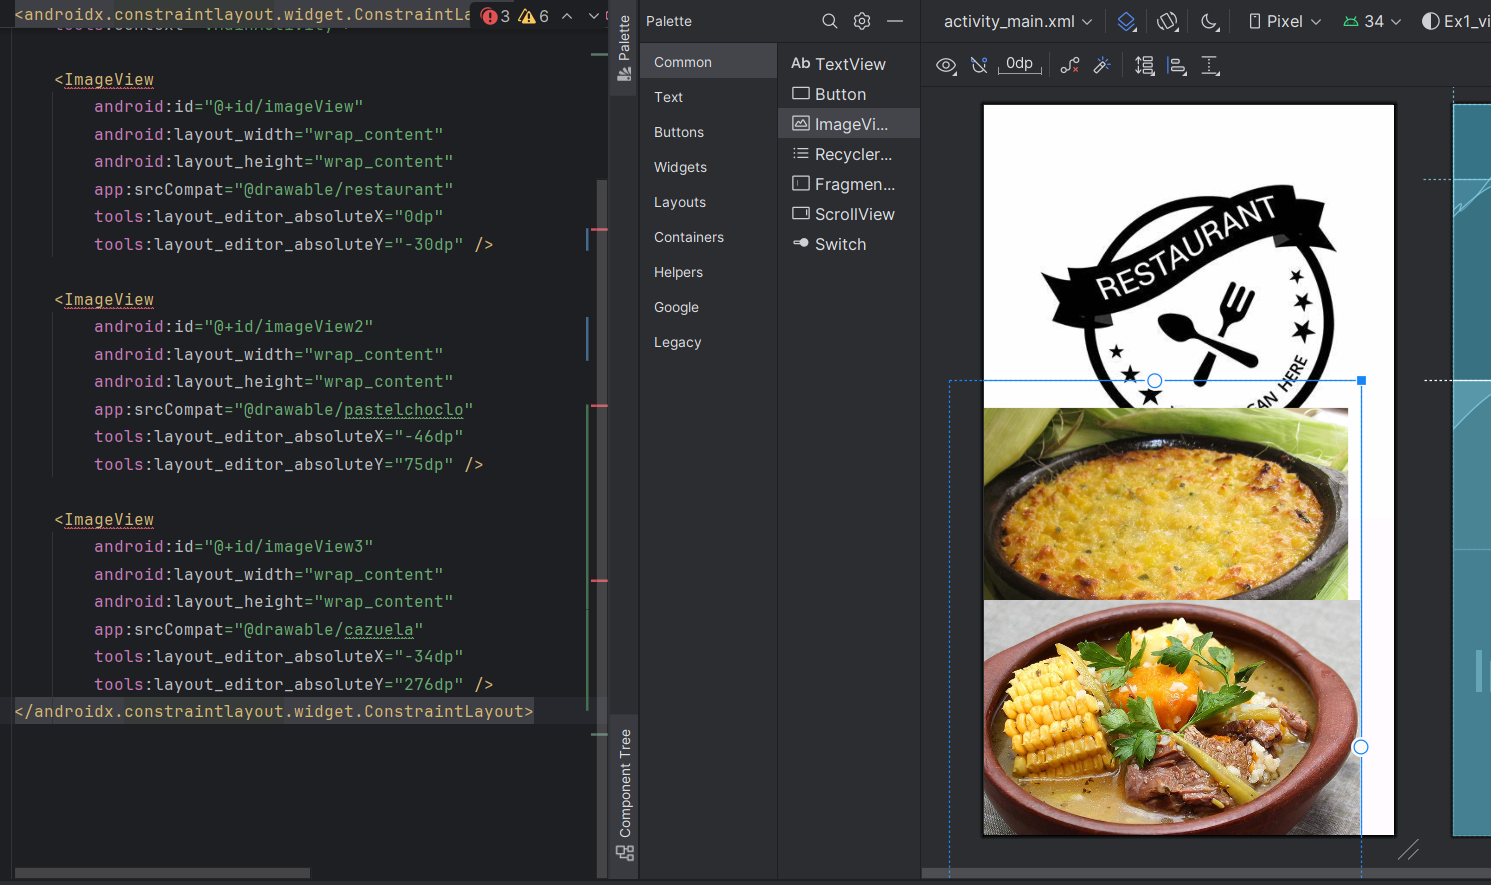 <androidx.constraintlayout.widget.ConstraintLa
3
6
<ImageView
android:id="@+id/imageView"
android:layout_width="wrap_content"
android:layout_height="wrap_content"
app:srcCompat="@drawable/restaurant"
tools:layout_editor_absoluteX="0dp"
tools:layout_editor_absoluteY="-30dp" />
<ImageView
android:id="@+id/imageView2"
android:layout_width="wrap_content"
android:layout_height="wrap_content"
app:srcCompat="@drawable/pastelchoclo"
tools:layout_editor_absoluteX="-46dp"
tools:layout_editor_absoluteY="75dp" />
<ImageView
android:id="@+id/imageView3"
android:layout_width="wrap_content"
android:layout_height="wrap_content"
app:srcCompat="@drawable/cazuela"
tools:layout_editor_absoluteX="-34dp"
tools:layout_editor_absoluteY="276dp" />
</androidx.constraintlayout.widget.ConstraintLayout>
Palette
Component Tree
Palette
Common
Text
Buttons
Widgets
Layouts
Containers
Helpers
Google
Legacy
Ab TextView
Button
ImageVi...
Recycler...
Fragmen...
ScrollView
Switch
activity_main.xml
Pixel
34
Ex1_vi
0dp
RESTAURANT
CAN HERE